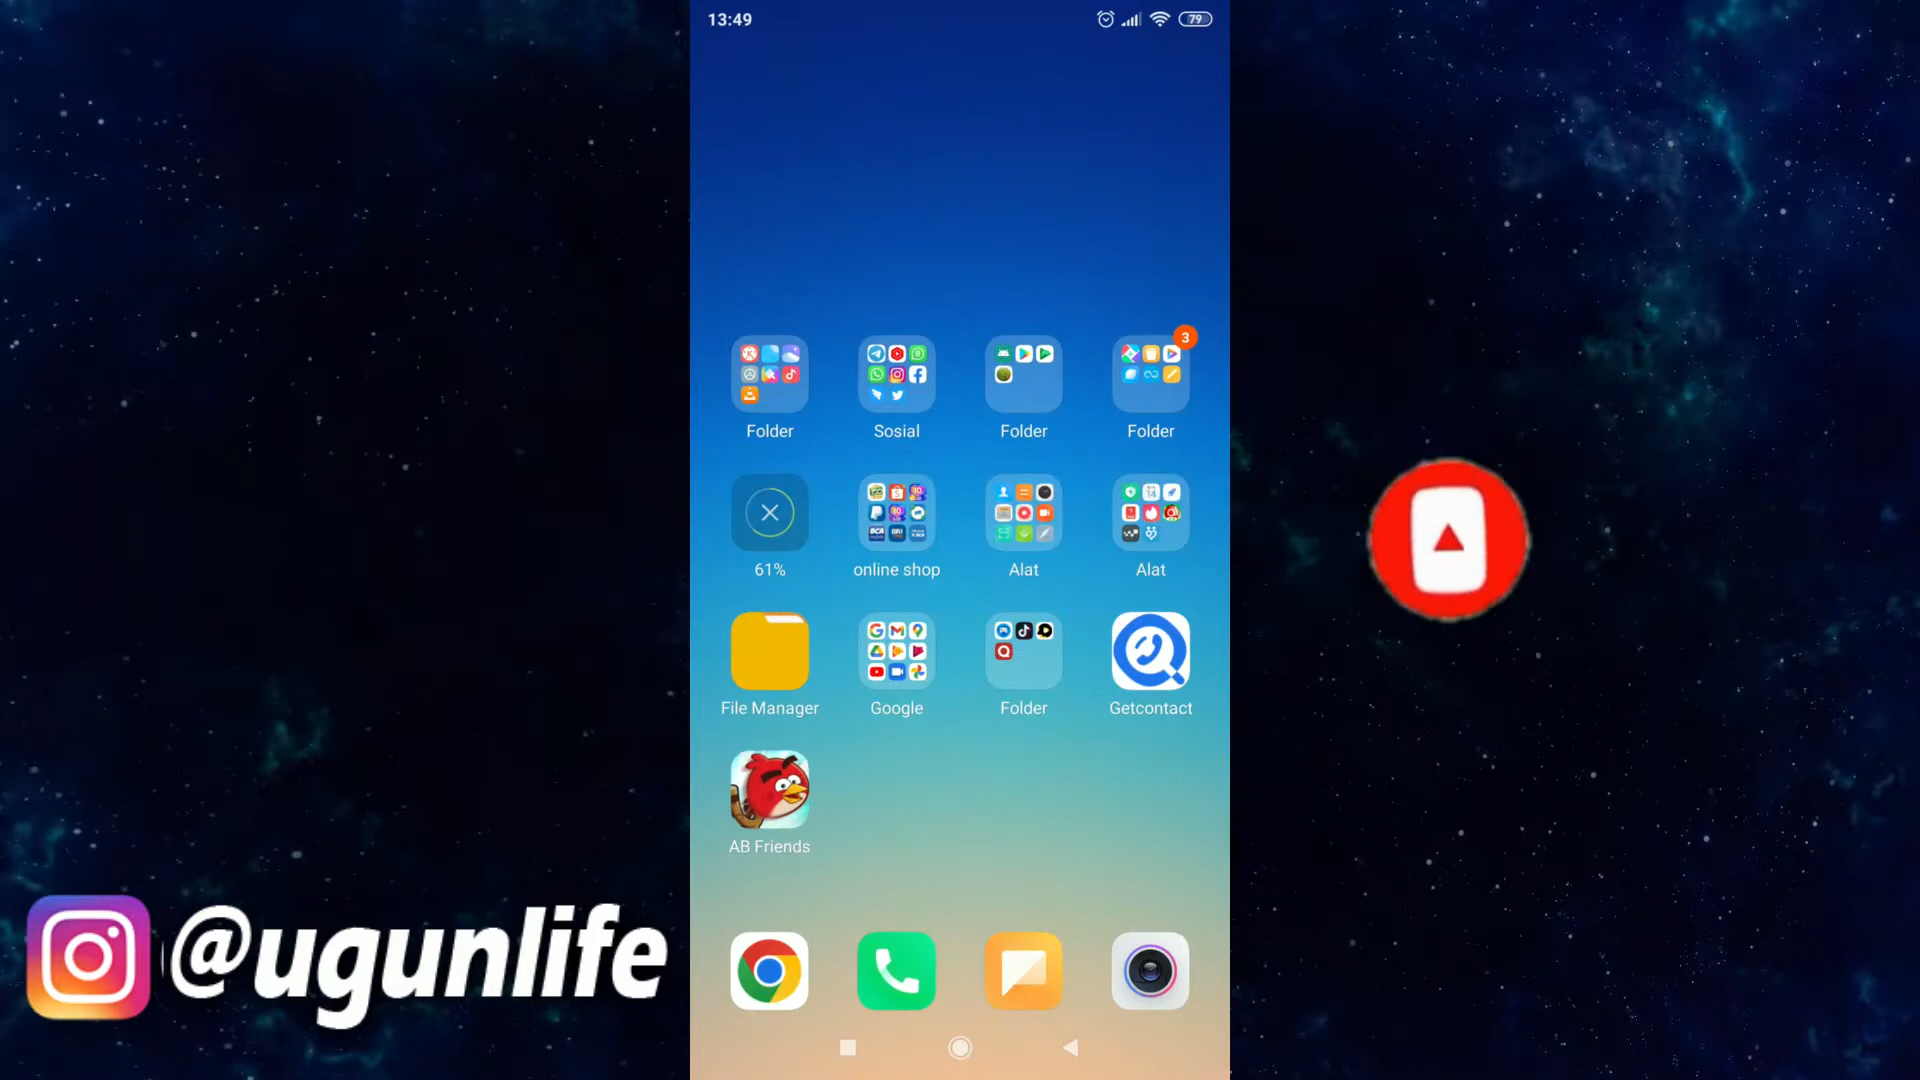 13:49
79
3
Folder
Sosial
Folder
Folder
61%
online shop
Alat
Alat
File Manager
Google
Folder
Getcontact
AB Friends
@ugunlife